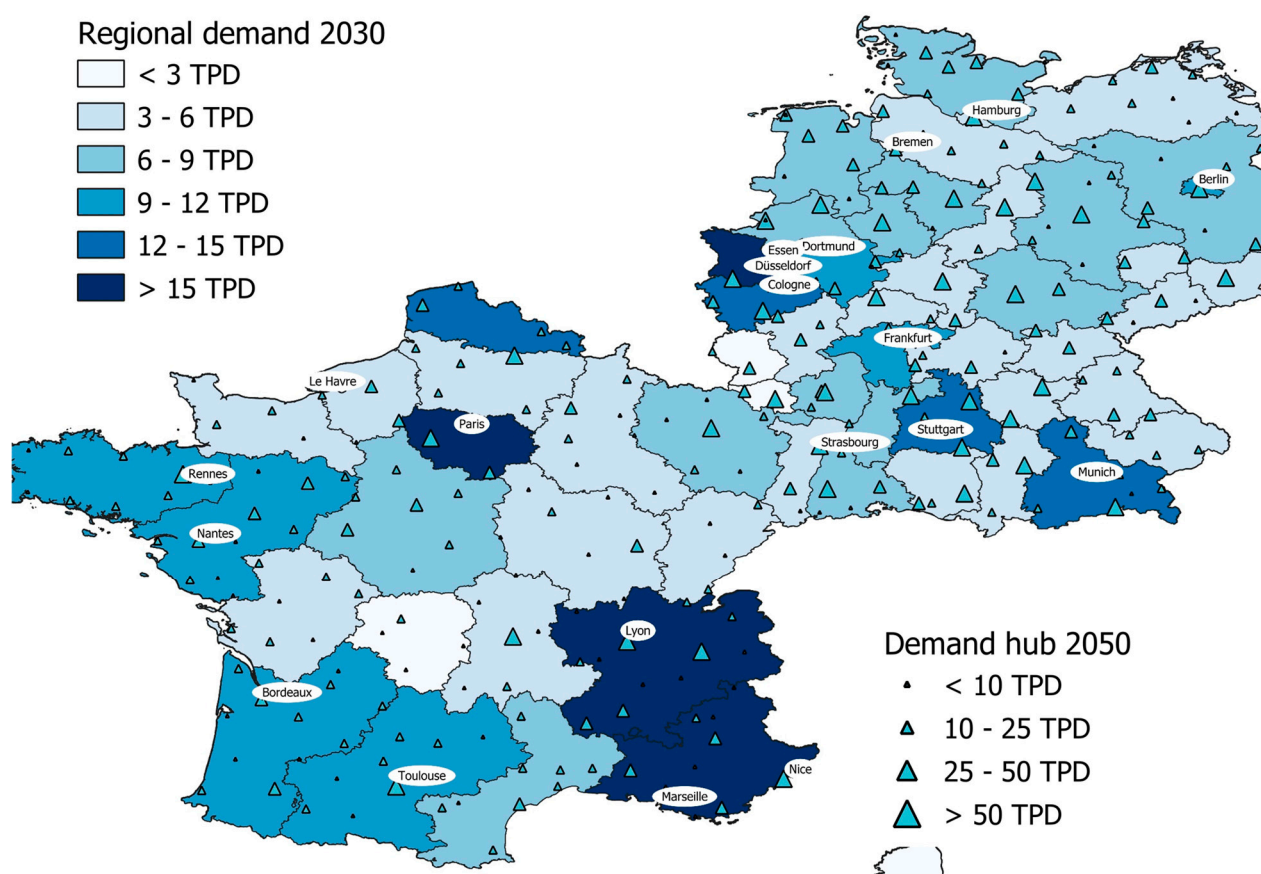 Regional demand 2030
< 3 TPD
3 - 6 TPD
6 - 9 TPD
9 - 12 TPD
12 - 15 TPD
> 15 TPD
Hamburg
Bremen
Berlin
Essen
Dortmund
Düsseldorf
Cologne
Frankfurt
Le Havre
Paris
Strasbourg
Stuttgart
Munich
Rennes
Nantes
Lyon
Bordeaux
Toulouse
Marseille
Nice
Demand hub 2050
< 10 TPD
10 - 25 TPD
25 - 50 TPD
> 50 TPD